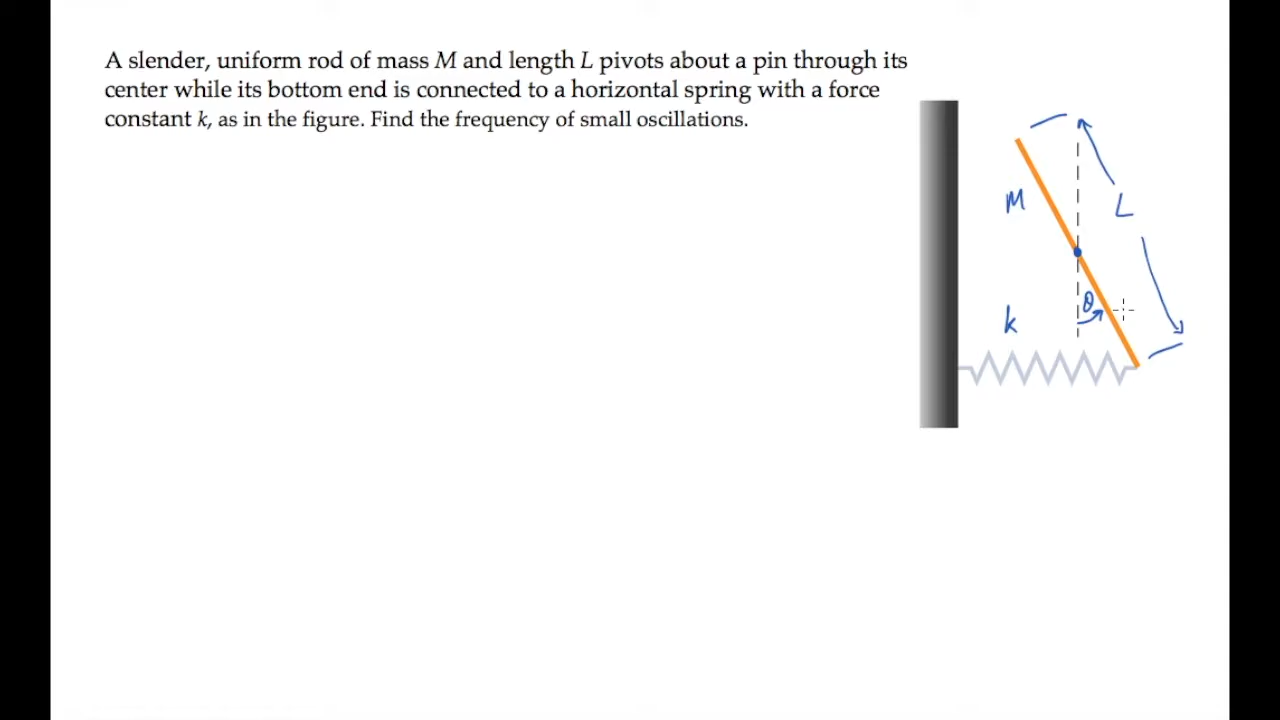 A slender, uniform rod of mass M and length L pivots about a pin through its
center while its bottom end is connected to a horizontal spring with a force
constant k, as in the figure. Find the frequency of small oscillations.
M
L
θ
k